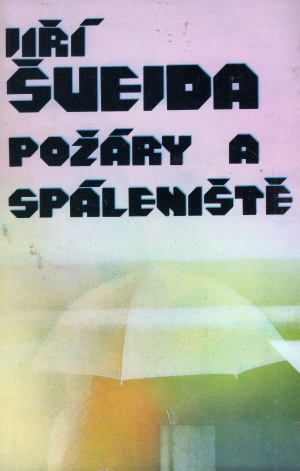 JIŘÍ
ŠVEJDA
POŽÁRY A
SPÁLENIŠTĚ